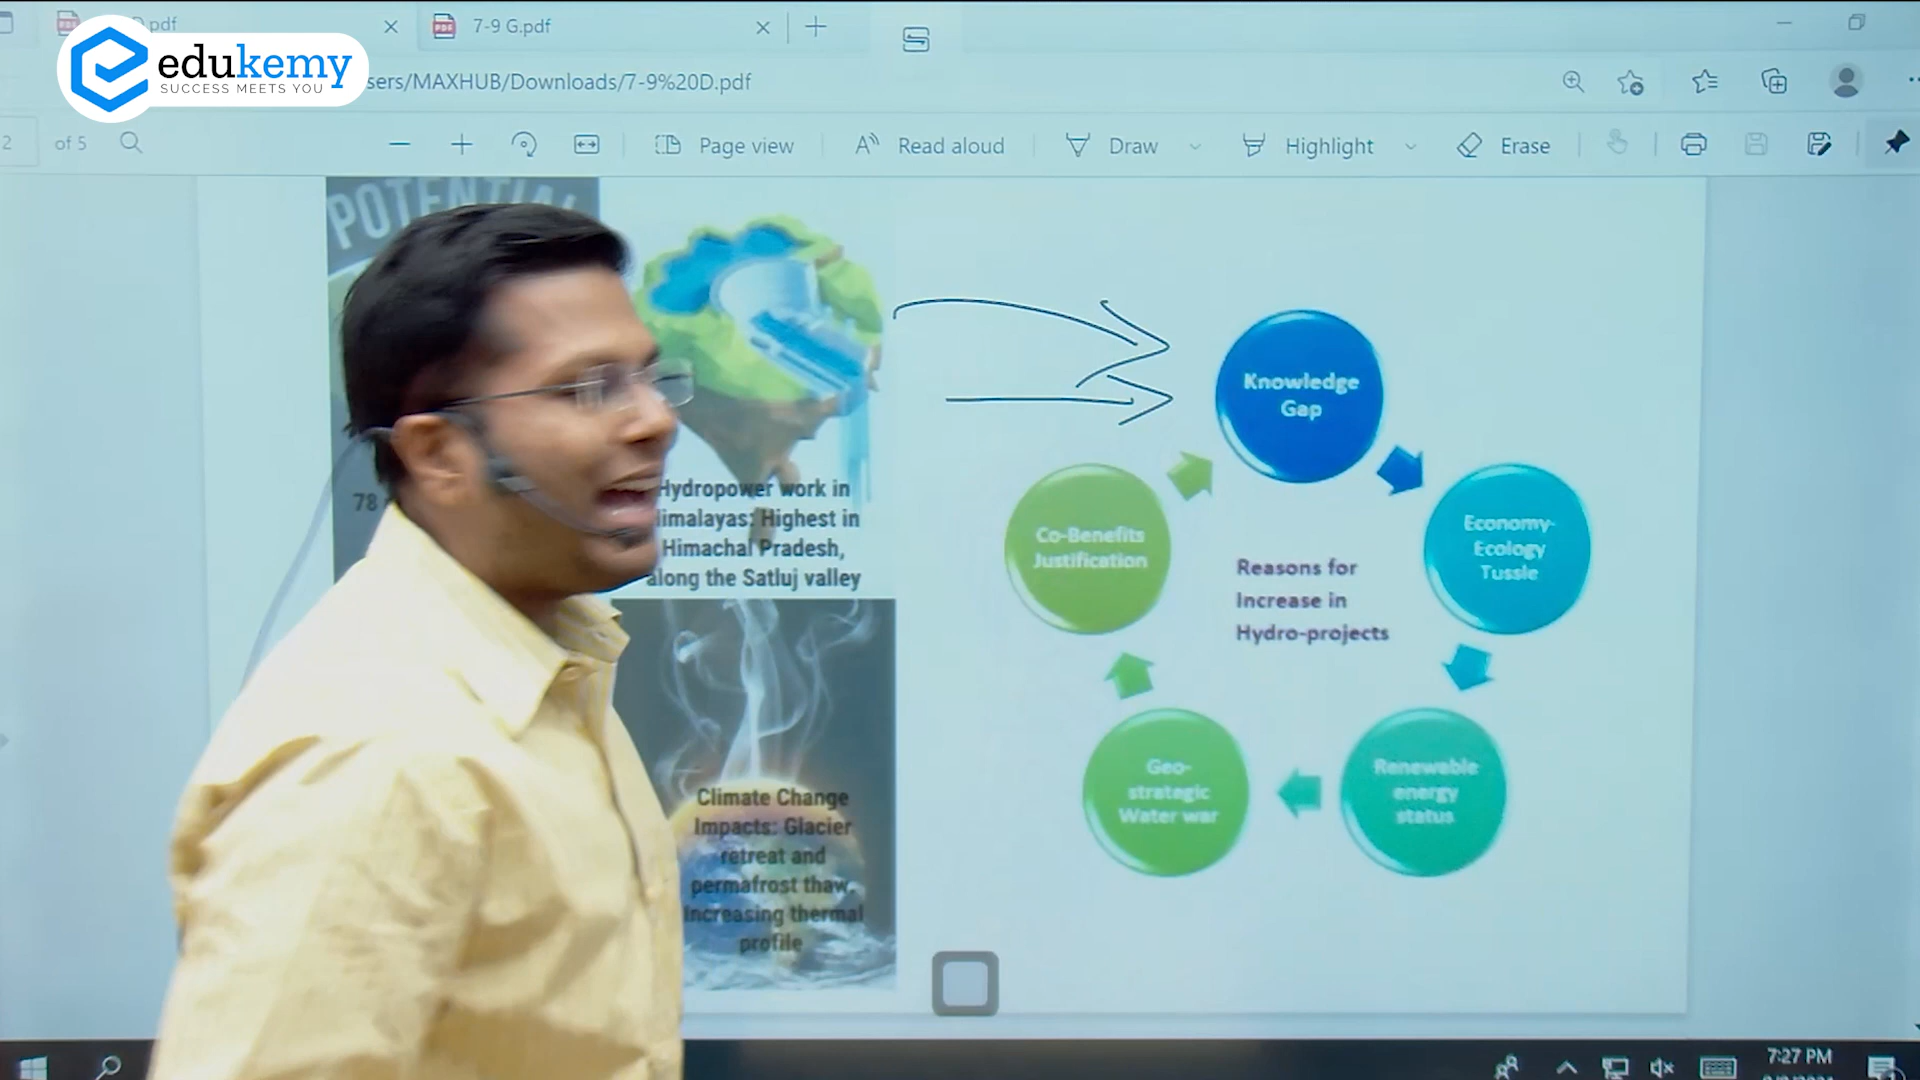 .pdf
7-9 G.pdf
edukemy
SUCCESS MEETS YOU
sers/MAXHUB/Downloads/7-9%20D.pdf
2 of 5
Page view
Read aloud
Draw
Highlight
Erase
POTENTIAL
78
Hydropower work in
Himalayas: Highest in
Himachal Pradesh,
along the Satluj valley
Climate Change
Impacts: Glacier
retreat and
permafrost thaw,
increasing thermal
profile
Knowledge
Gap
Economy-
Ecology
Tussle
Renewable
energy
status
Geo-
strategic
Water war
Co-Benefits
Justification
Reasons for
Increase in
Hydro-projects
7:27 PM